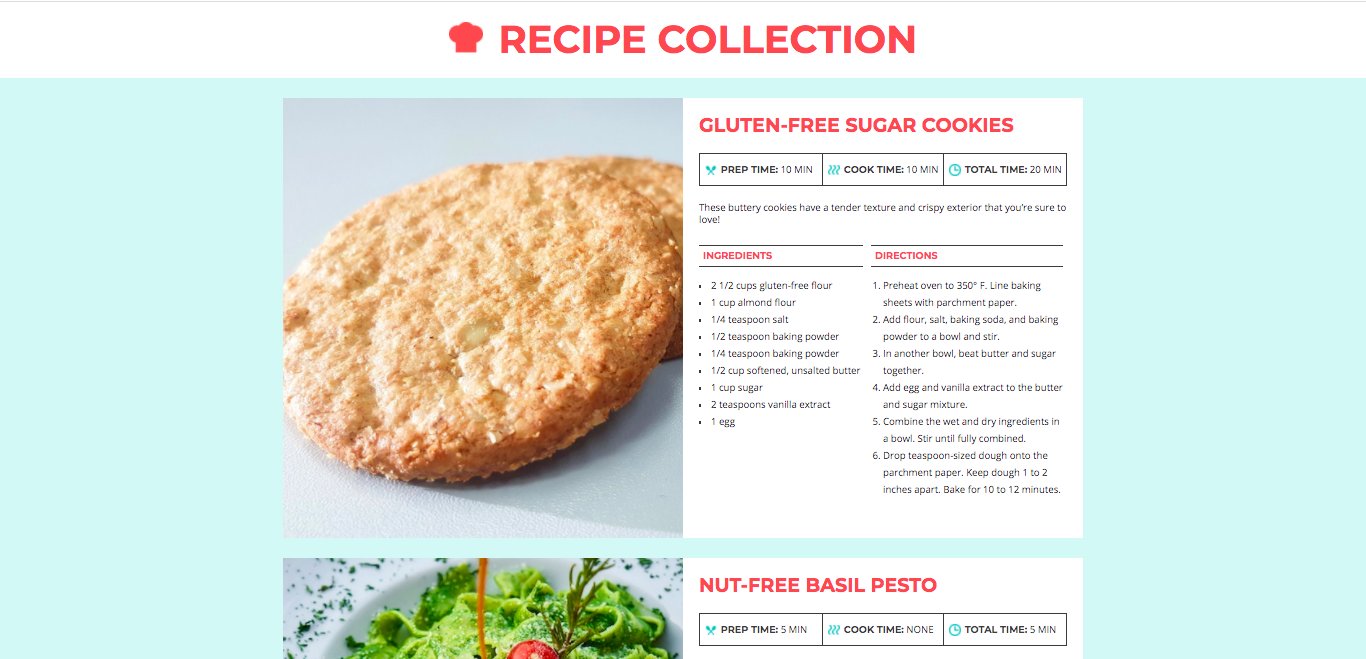 RECIPE COLLECTION
GLUTEN-FREE SUGAR COOKIES
PREP TIME: 10 MIN COOK TIME: 10 MIN TOTAL TIME: 20 MIN
These buttery cookies have a tender texture and crispy exterior that you're sure to
love!
INGREDIENTS
2 1/2 cups gluten-free flour
1 cup almond flour
1/4 teaspoon salt
1/2 teaspoon baking powder
1/4 teaspoon baking powder
1/2 cup softened, unsalted butter
1 cup sugar
2 teaspoons vanilla extract
1 egg
DIRECTIONS
1. Preheat oven to 350° F. Line baking
sheets with parchment paper.
2. Add flour, salt, baking soda, and baking
powder to a bowl and stir.
3. In another bowl, beat butter and sugar
together.
4. Add egg and vanilla extract to the butter
and sugar mixture.
5. Combine the wet and dry ingredients in
a bowl. Stir until fully combined.
6. Drop teaspoon-sized dough onto the
parchment paper. Keep dough 1 to 2
inches apart. Bake for 10 to 12 minutes.
NUT-FREE BASIL PESTO
PREP TIME: 5 MIN COOK TIME: NONE TOTAL TIME: 5 MIN